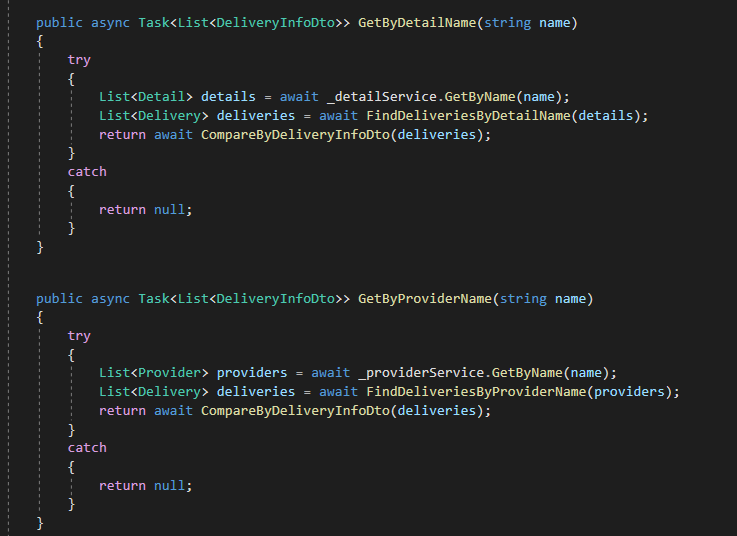 public async Task<List<DeliveryInfoDto>> GetByDetailName(string name)
{
try
{
List<Detail> details = await _detailService.GetByName(name);
List<Delivery> deliveries = await FindDeliveriesByDetailName(details);
return await CompareByDeliveryInfoDto(deliveries);
}
catch
{
return null;
}
}
public async Task<List<DeliveryInfoDto>> GetByProviderName(string name)
{
try
{
List<Provider> providers = await _providerService.GetByName(name);
List<Delivery> deliveries = await FindDeliveriesByProviderName(providers);
return await CompareByDeliveryInfoDto(deliveries);
}
catch
{
return null;
}
}